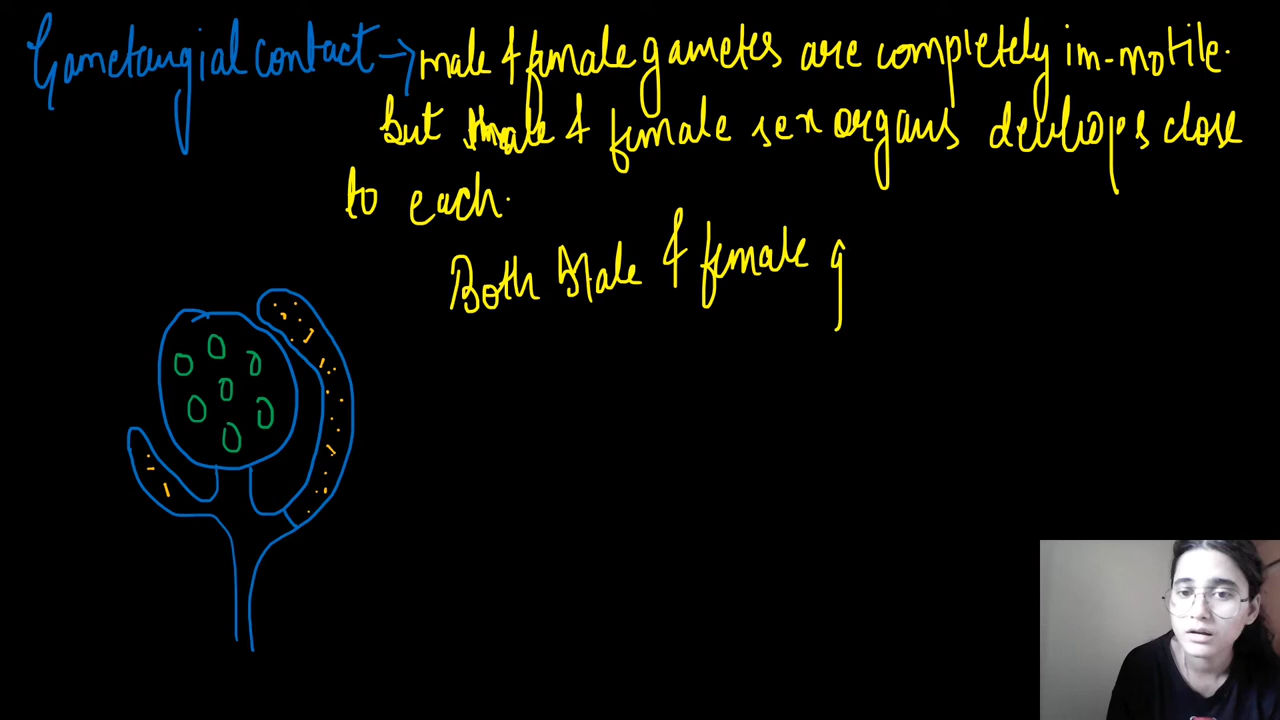 Gametangial contact → male & female gametes are completely im-motile.
But male & female sex organs develops close
to each.
Both Male & female g